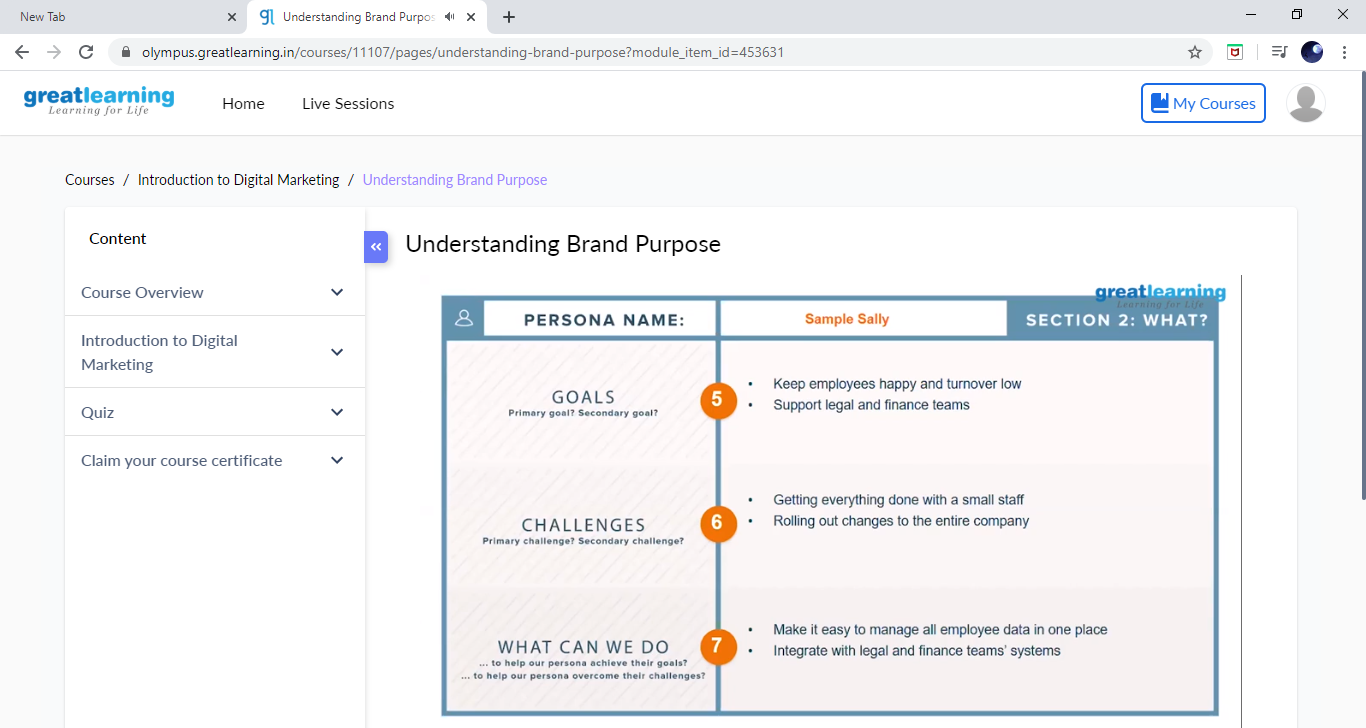 New Tab
Understanding Brand Purpos
olympus.greatlearning.in/courses/11107/pages/understanding-brand-purpose?module_item_id=453631
greatlearning
Learning for Life
Home
Live Sessions
My Courses
Courses / Introduction to Digital Marketing / Understanding Brand Purpose
Content
Course Overview
Introduction to Digital
Marketing
Quiz
Claim your course certificate
«
Understanding Brand Purpose
greatlearning
Learning for Life
PERSONA NAME:
Sample Sally
SECTION 2: WHAT?
GOALS
Primary goal? Secondary goal?
5
• Keep employees happy and turnover low
• Support legal and finance teams
CHALLENGES
Primary challenge? Secondary challenge?
6
• Getting everything done with a small staff
• Rolling out changes to the entire company
WHAT CAN WE DO
... to help our persona achieve their goals?
... to help our persona overcome their challenges?
7
• Make it easy to manage all employee data in one place
• Integrate with legal and finance teams' systems